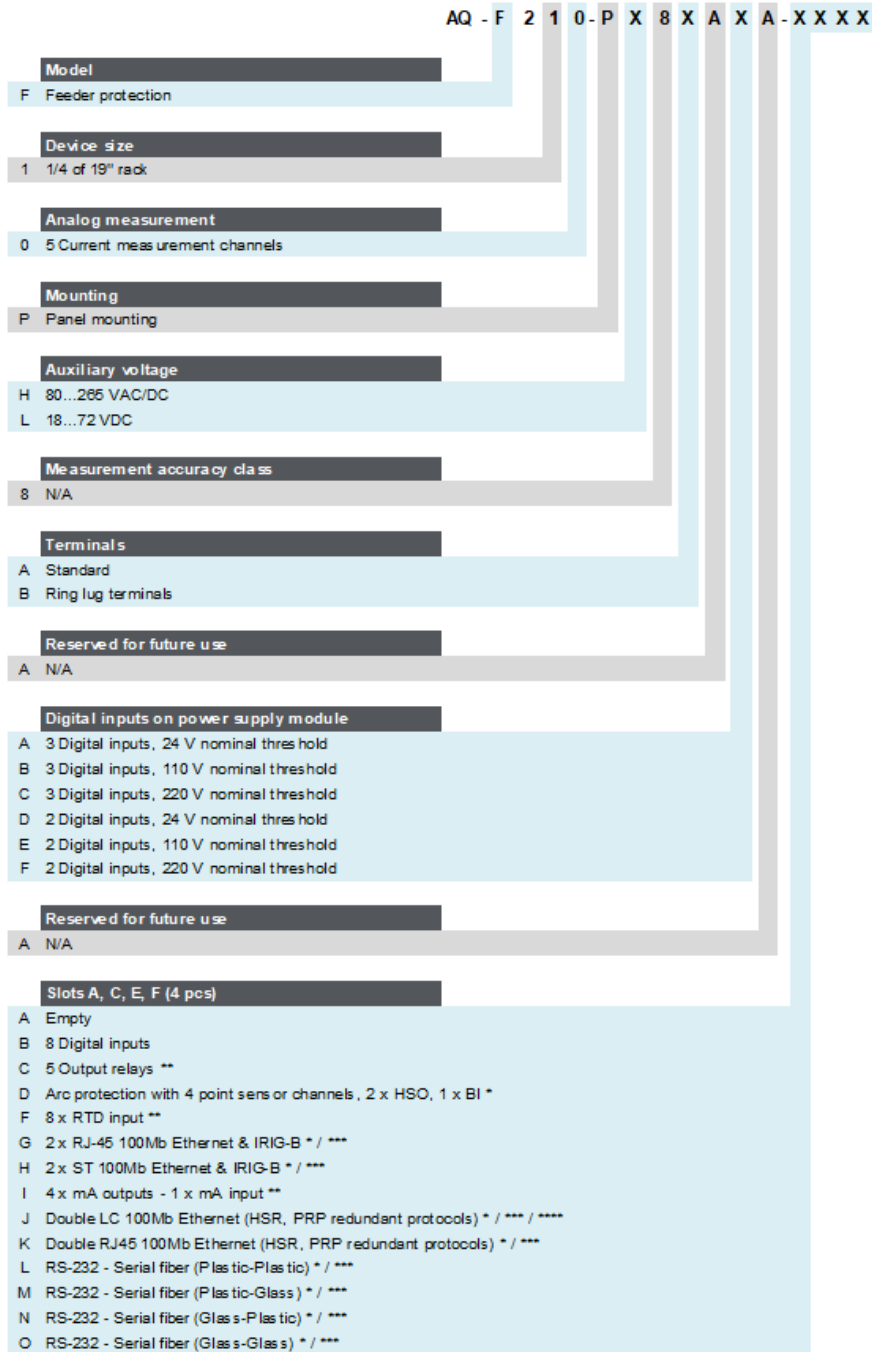 AQ - F 2 1 0 - P X 8 X A X A - X X X X
Model
F Feeder protection
Device size
1 1/4 of 19" rack
Analog measurement
0 5 Current measurement channels
Mounting
P Panel mounting
Auxiliary voltage
H 80...265 VAC/DC
L 18...72 VDC
Measurement accuracy class
8 N/A
Terminals
A Standard
B Ring lug terminals
Reserved for future use
A N/A
Digital inputs on power supply module
A 3 Digital inputs, 24 V nominal threshold
B 3 Digital inputs, 110 V nominal threshold
C 3 Digital inputs, 220 V nominal threshold
D 2 Digital inputs, 24 V nominal threshold
E 2 Digital inputs, 110 V nominal threshold
F 2 Digital inputs, 220 V nominal threshold
Reserved for future use
A N/A
Slots A, C, E, F (4 pcs)
A Empty
B 8 Digital inputs
C 5 Output relays **
D Arc protection with 4 point sensor channels, 2 x HSO, 1 x BI *
F 8 x RTD input **
G 2 x RJ-45 100Mb Ethernet & IRIG-B * / ***
H 2 x ST 100Mb Ethernet & IRIG-B * / ***
I 4 x mA outputs - 1 x mA input **
J Double LC 100Mb Ethernet (HSR, PRP redundant protocols) * / *** / ****
K Double RJ45 100Mb Ethernet (HSR, PRP redundant protocols) * / ***
L RS-232 - Serial fiber (Plastic-Plastic) * / ***
M RS-232 - Serial fiber (Plastic-Glass) * / ***
N RS-232 - Serial fiber (Glass-Plastic) * / ***
O RS-232 - Serial fiber (Glass-Glass) * / ***